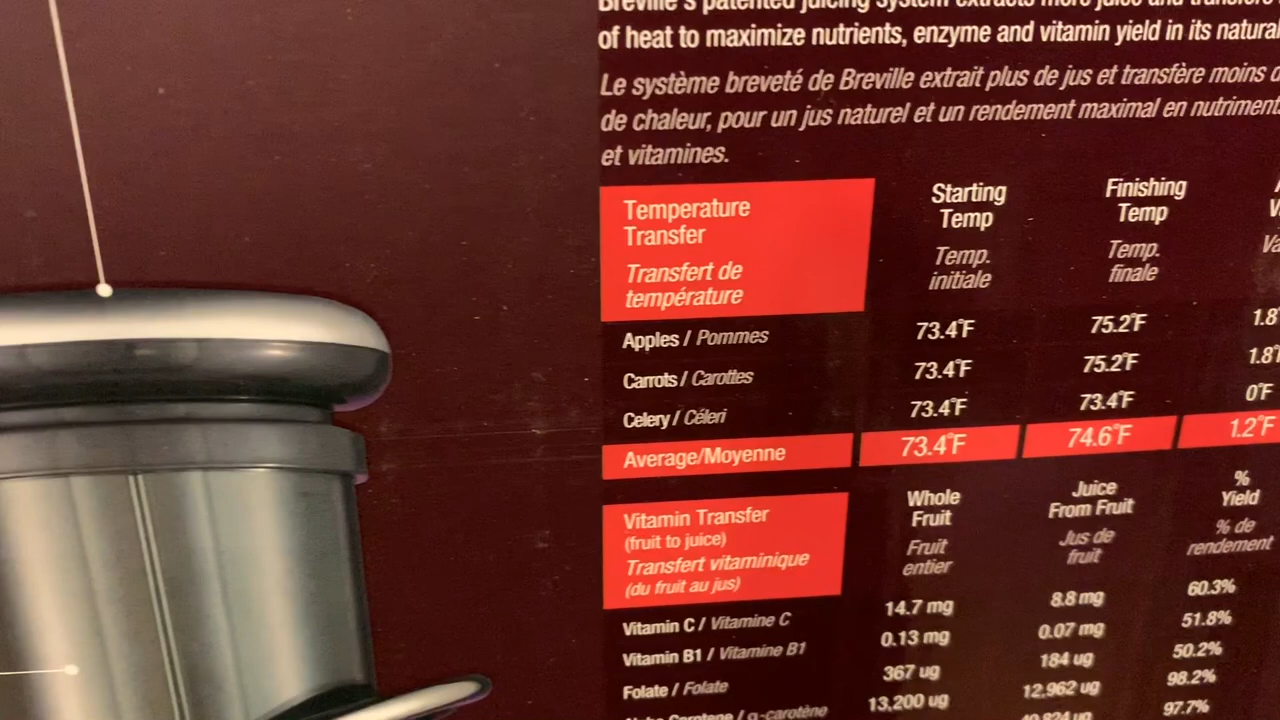 Breville's patented juicing system extracts more juice and transfers
of heat to maximize nutrients, enzyme and vitamin yield in its natural
Le système breveté de Breville extrait plus de jus et transfère moins d
de chaleur, pour un jus naturel et un rendement maximal en nutriment
et vitamines.
Temperature Transfer
Transfert de température
Starting Temp
Temp. initiale
Finishing Temp
Temp. finale
Apples / Pommes 73.4°F 75.2°F 1.8°
Carrots / Carottes 73.4°F 75.2°F 1.8°F
Celery / Céleri 73.4°F 73.4°F 0°F
Average/Moyenne 73.4°F 74.6°F 1.2°F
Vitamin Transfer
(fruit to juice)
Transfert vitaminique
(du fruit au jus)
Whole Fruit
Fruit entier
Juice From Fruit
Jus de fruit
% Yield
% de rendement
Vitamin C / Vitamine C 14.7 mg 8.8 mg 60.3%
Vitamin B1 / Vitamine B1 0.13 mg 0.07 mg 51.8%
Folate / Folate 367 ug 184 ug 50.2%
Carotene / α-carotène 13,200 ug 12,962 ug 98.2%
97.7%